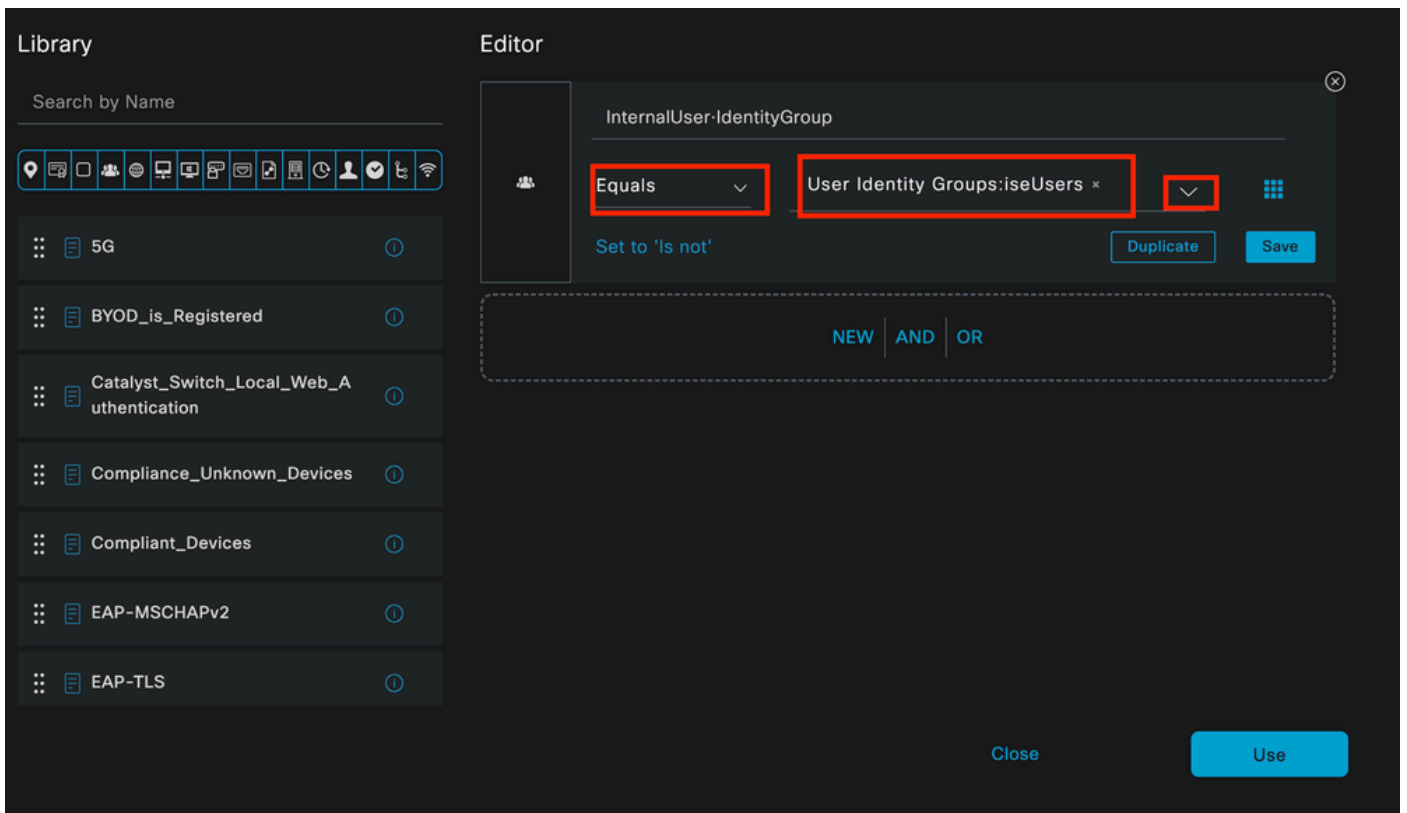 Library
Editor
Search by Name
InternalUser·IdentityGroup
Equals
User Identity Groups:iseUsers ×
Set to 'Is not'
Duplicate
Save
NEW
AND
OR
5G
BYOD_is_Registered
Catalyst_Switch_Local_Web_A
uthentication
Compliance_Unknown_Devices
Compliant_Devices
EAP-MSCHAPv2
EAP-TLS
Close
Use